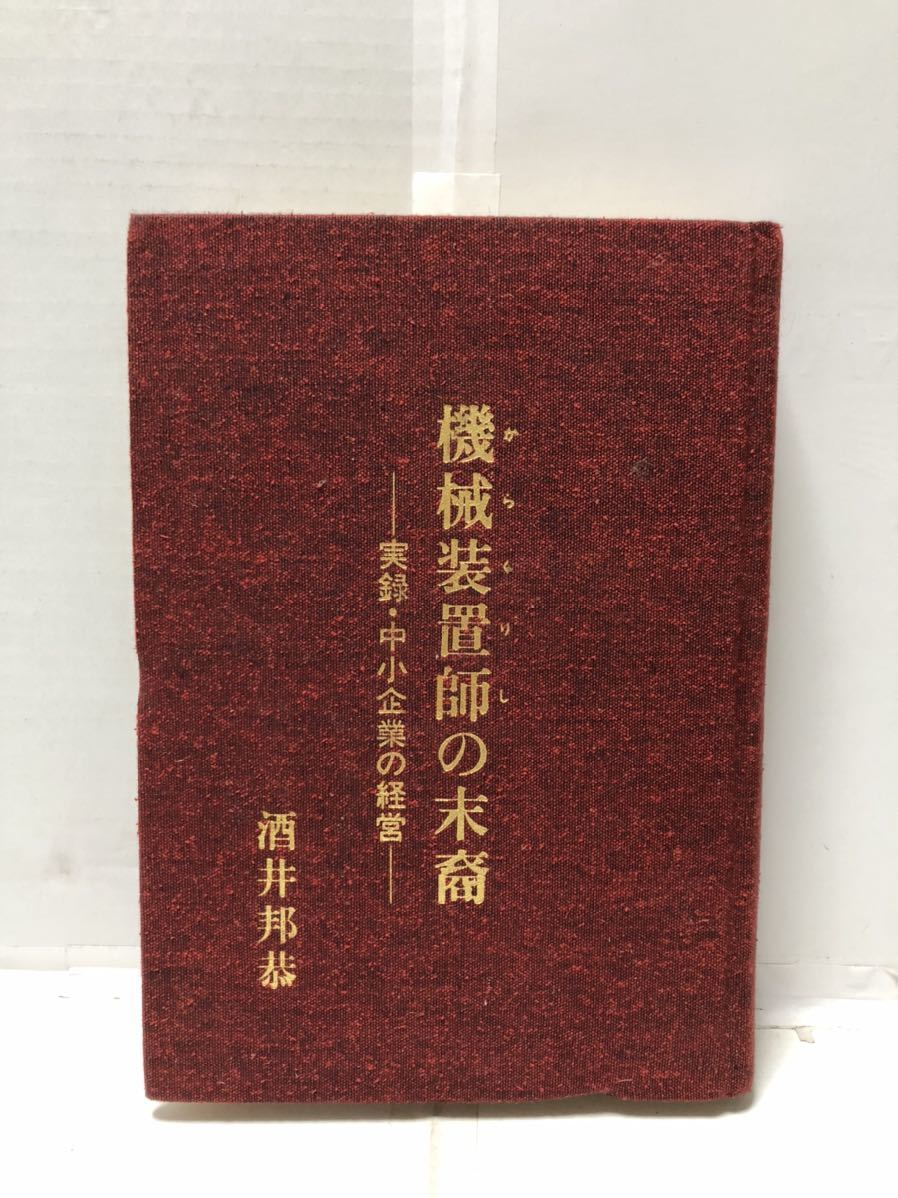 機械装置師の末裔
からくりし
―実録・中小企業の経営―
酒井邦恭